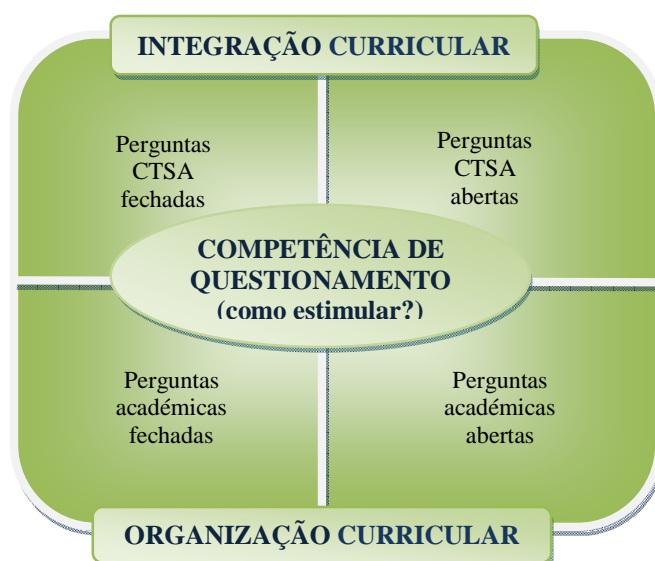 INTEGRAÇÃO CURRICULAR
Perguntas
CTSA
fechadas
Perguntas
CTSA
abertas
COMPETÊNCIA DE
QUESTIONAMENTO
(como estimular?)
Perguntas
académicas
fechadas
Perguntas
académicas
abertas
ORGANIZAÇÃO CURRICULAR